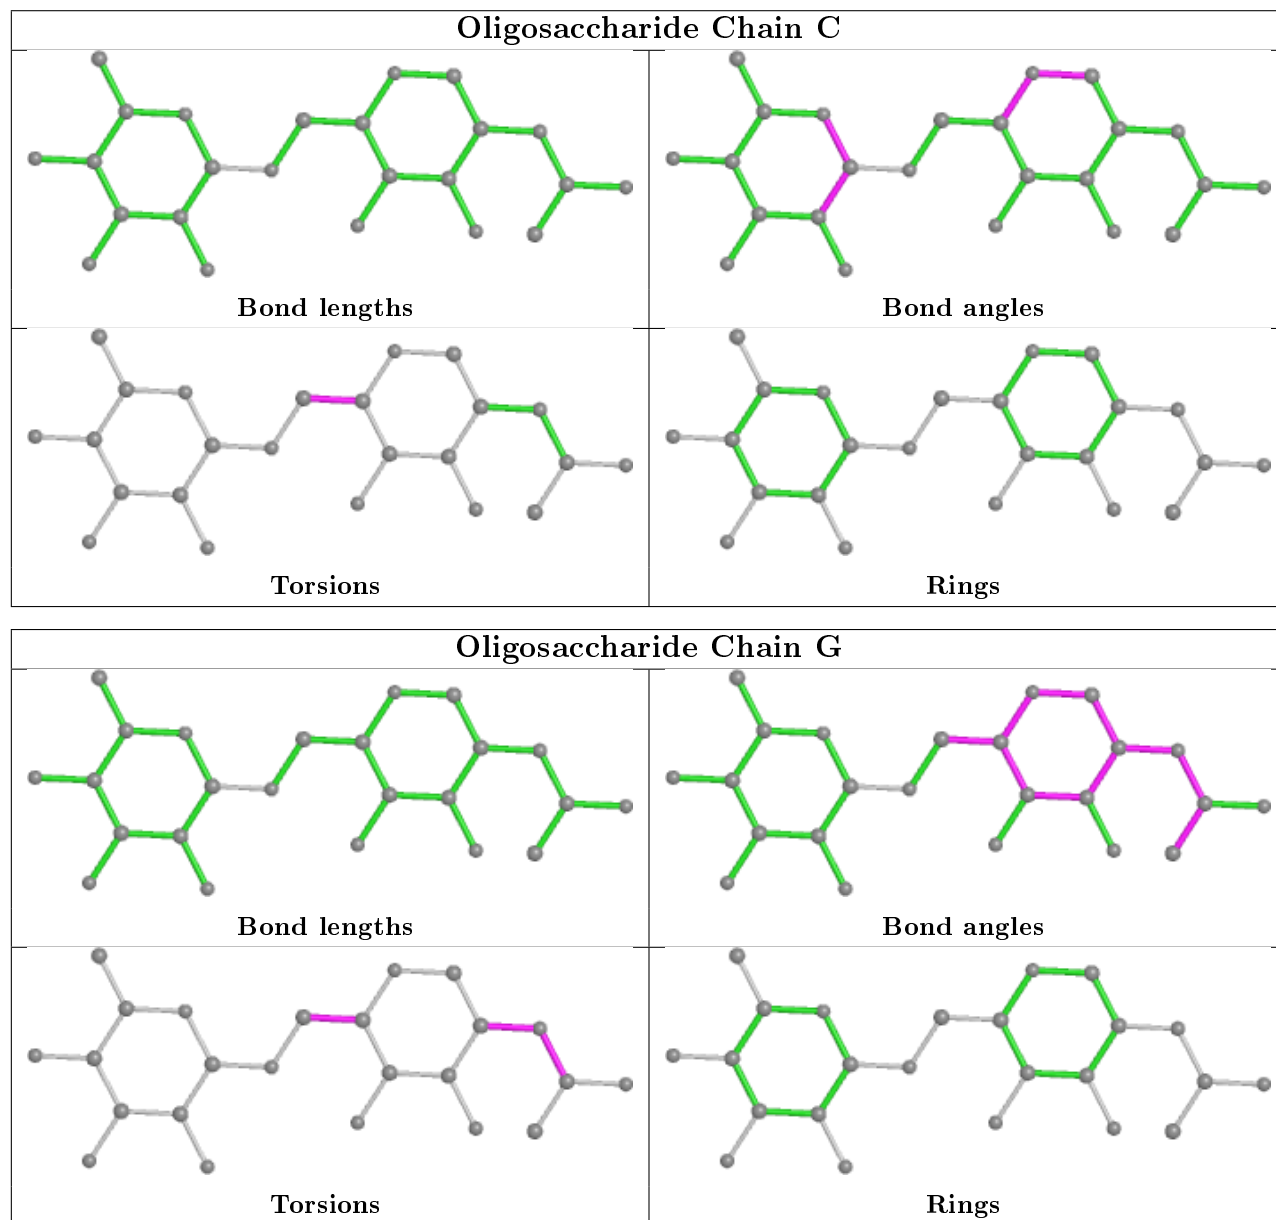 Oligosaccharide Chain C
Bond lengths
Bond angles
Torsions
Rings
Oligosaccharide Chain G
Bond lengths
Bond angles
Torsions
Rings